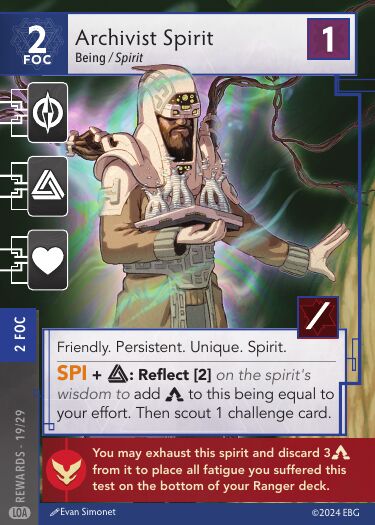 2
FOC
Archivist Spirit
Being / Spirit
1
2 FOC
Friendly. Persistent. Unique. Spirit.
SPI + : Reflect [2] on the spirit's
wisdom to add to this being equal to
your effort. Then scout 1 challenge card.
You may exhaust this spirit and discard 3
from it to place all fatigue you suffered this
test on the bottom of your Ranger deck.
LOA REWARDS - 19/29
Evan Simonet
©2024 EBG